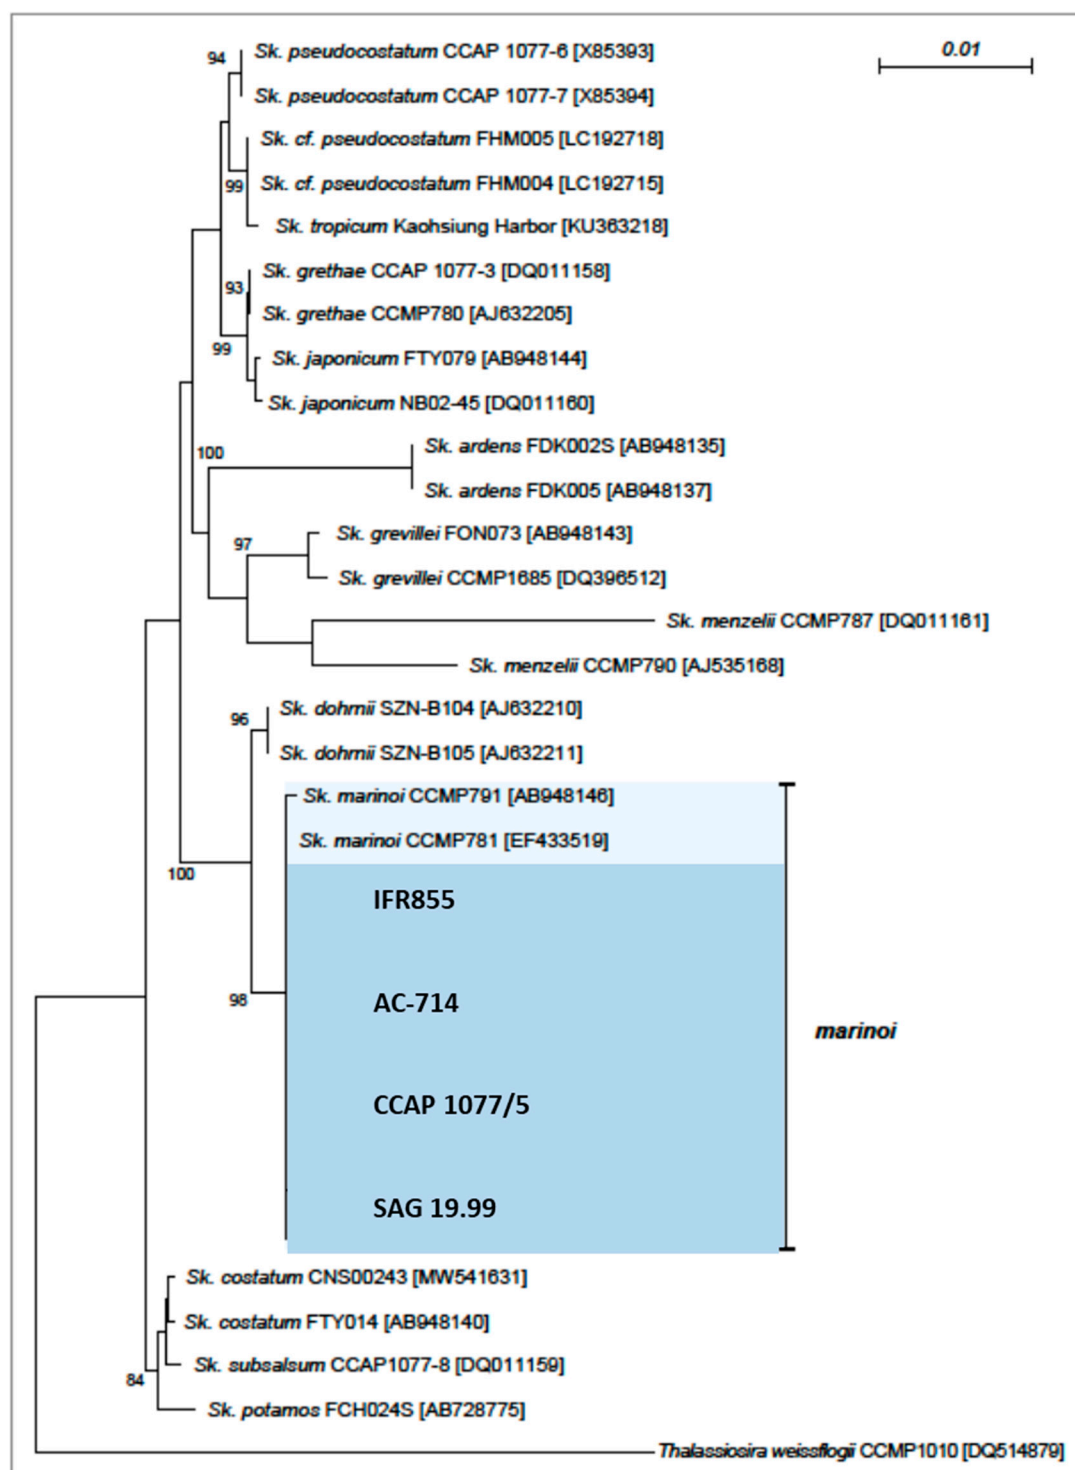 0.01
94
Sk. pseudocostatum CCAP 1077-6 [X85393]
Sk. pseudocostatum CCAP 1077-7 [X85394]
Sk. cf. pseudocostatum FHM005 [LC192718]
99
Sk. cf. pseudocostatum FHM004 [LC192715]
Sk. tropicum Kaohsiung Harbor [KU363218]
Sk. grethae CCAP 1077-3 [DQ011158]
93
Sk. grethae CCMP780 [AJ632205]
99
Sk. japonicum FTY079 [AB948144]
Sk. japonicum NB02-45 [DQ011160]
100
Sk. ardens FDK002S [AB948135]
Sk. ardens FDK005 [AB948137]
97
Sk. grevillei FON073 [AB948143]
Sk. grevillei CCMP1685 [DQ396512]
Sk. menzelii CCMP787 [DQ011161]
Sk. menzelii CCMP790 [AJ535168]
96
Sk. dohrnii SZN-B104 [AJ632210]
Sk. dohrnii SZN-B105 [AJ632211]
Sk. marinoi CCMP791 [AB948146]
Sk. marinoi CCMP781 [EF433519]
100
IFR855
98
AC-714
marinoi
CCAP 1077/5
SAG 19.99
Sk. costatum CNS00243 [MW541631]
Sk. costatum FTY014 [AB948140]
Sk. subsalsum CCAP1077-8 [DQ011159]
84
Sk. potamos FCH024S [AB728775]
Thalassiosira weissflogii CCMP1010 [DQ514879]